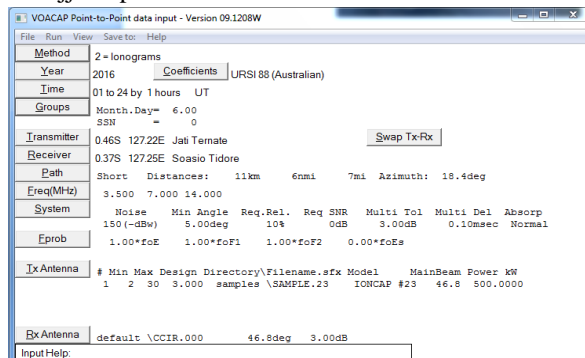 VOACAP Point-to-Point data input - Version 09.1208W
File Run View Save to: Help
Method 2 = Ionograms
Year 2016 Coefficients URSI 88 (Australian)
Time 01 to 24 by 1 hours UT
Groups Month.Day= 6.00
SSN = 0
Transmitter 0.46S 127.22E Jati Ternate Swap Tx-Rx
Receiver 0.37S 127.25E Soasio Tidore
Path Short Distances: 11km 6nmi 7mi Azimuth: 18.4deg
Freq(MHz) 3.500 7.000 14.000
System Noise Min Angle Req.Rel. Req SNR Multi Tol Multi Del Absorp
150(-dBw) 5.00deg 10% 0dB 3.00dB 0.10msec Normal
Fprob 1.00*foE 1.00*foF1 1.00*foF2 0.00*foEs
Tx Antenna # Min Max Design Directory\Filename.sfx Model MainBeam Power kW
1 2 30 3.000 samples \SAMPLE.23 IONCAP #23 46.8 500.0000
Rx Antenna default \CCIR.000 46.8deg 3.00dB
Input Help: